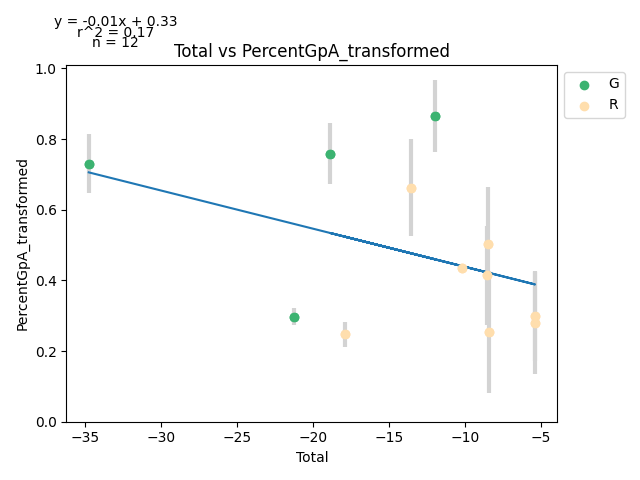 y = -0.01x + 0.33
r^2 = 0.17
n = 12
Total vs PercentGpA_transformed
G
R
PercentGpA_transformed
1.0
0.8
0.6
0.4
0.2
0.0
−35 −30 −25 −20 −15 −10 −5
Total